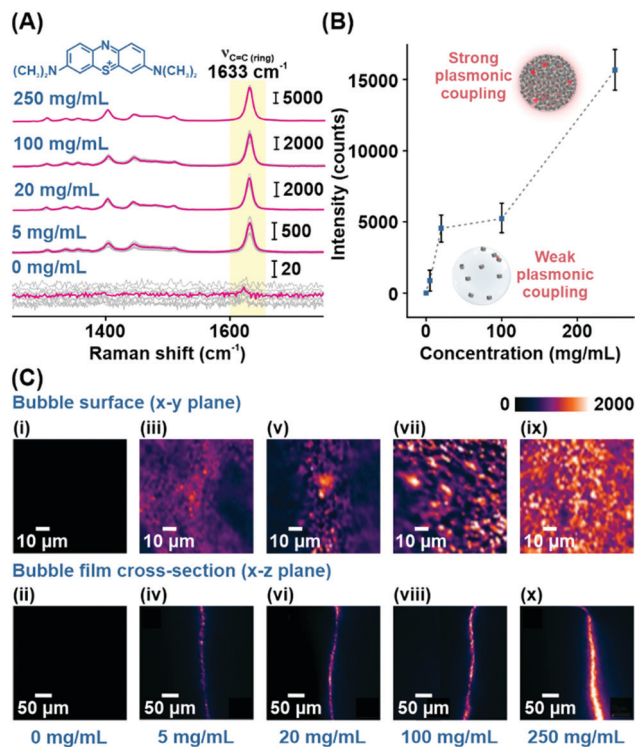 (A)
N
(CH₃)₂N
S⁺
N(CH₃)₂
νC=C (ring)
1633 cm⁻¹
250 mg/mL
5000
100 mg/mL
2000
20 mg/mL
2000
5 mg/mL
500
0 mg/mL
20
1400
1600
Raman shift (cm⁻¹)
(B)
15000
10000
5000
0
Intensity (counts)
Strong
plasmonic
coupling
Weak
plasmonic
coupling
0
100
200
Concentration (mg/mL)
(C)
Bubble surface (x-y plane)
0
2000
(i)
(iii)
(v)
(vii)
(ix)
10 µm
10 µm
10 µm
10 µm
10 µm
Bubble film cross-section (x-z plane)
(ii)
(iv)
(vi)
(viii)
(x)
50 µm
50 µm
50 µm
50 µm
50 µm
0 mg/mL
5 mg/mL
20 mg/mL
100 mg/mL
250 mg/mL